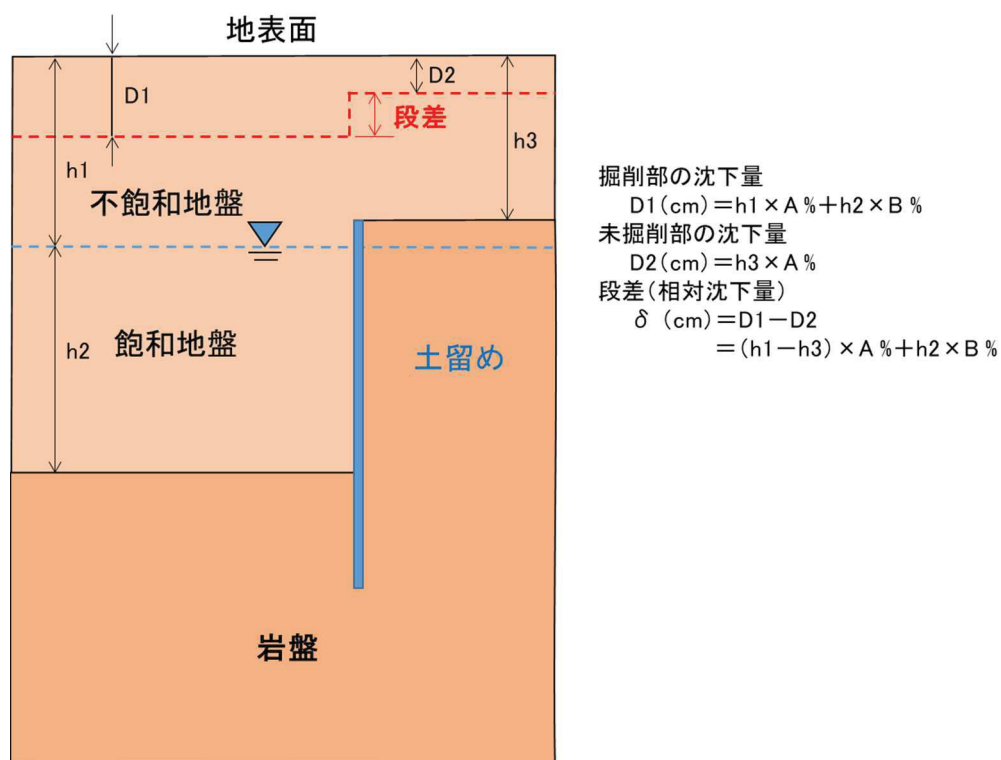 地表面
D1
D2
段差
h1
h3
不飽和地盤
h2
飽和地盤
土留め
岩盤
掘削部の沈下量
D1(cm)=h1×A%+h2×B%
未掘削部の沈下量
D2(cm)=h3×A%
段差(相対沈下量)
δ (cm)=D1-D2
=(h1-h3)×A%+h2×B%